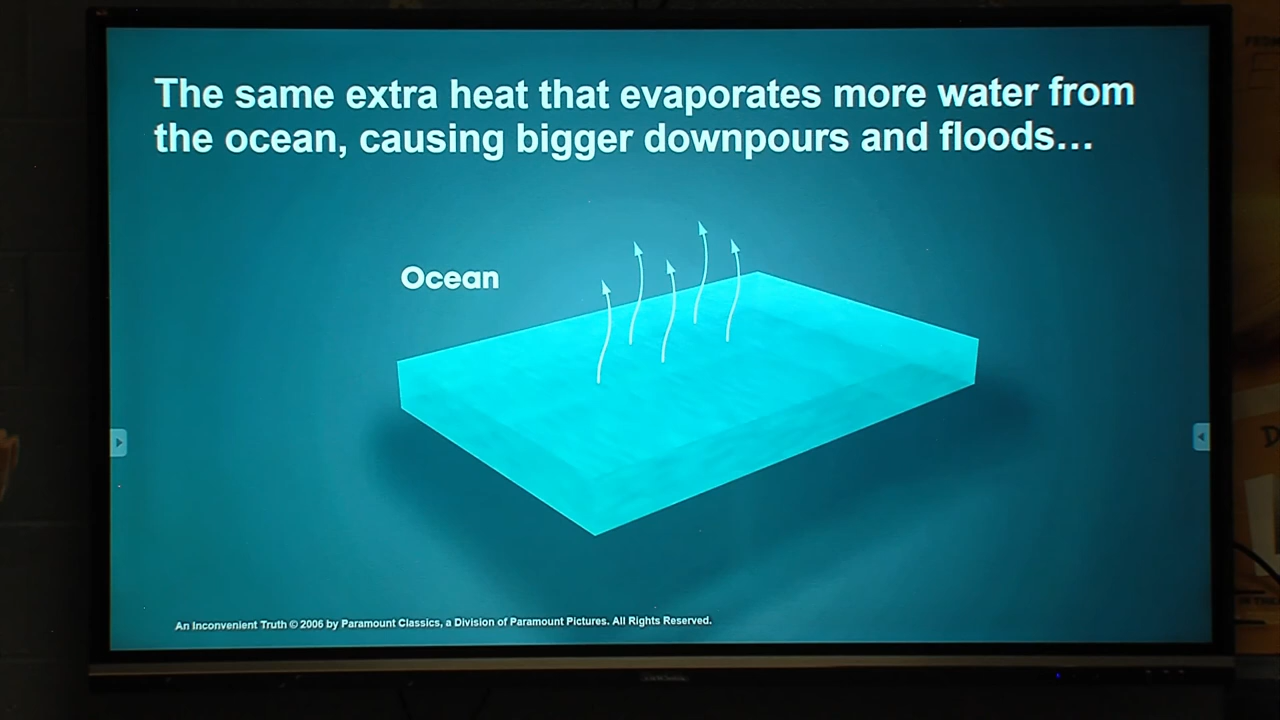 The same extra heat that evaporates more water from
the ocean, causing bigger downpours and floods…
Ocean
An Inconvenient Truth © 2006 by Paramount Classics, a Division of Paramount Pictures. All Rights Reserved.